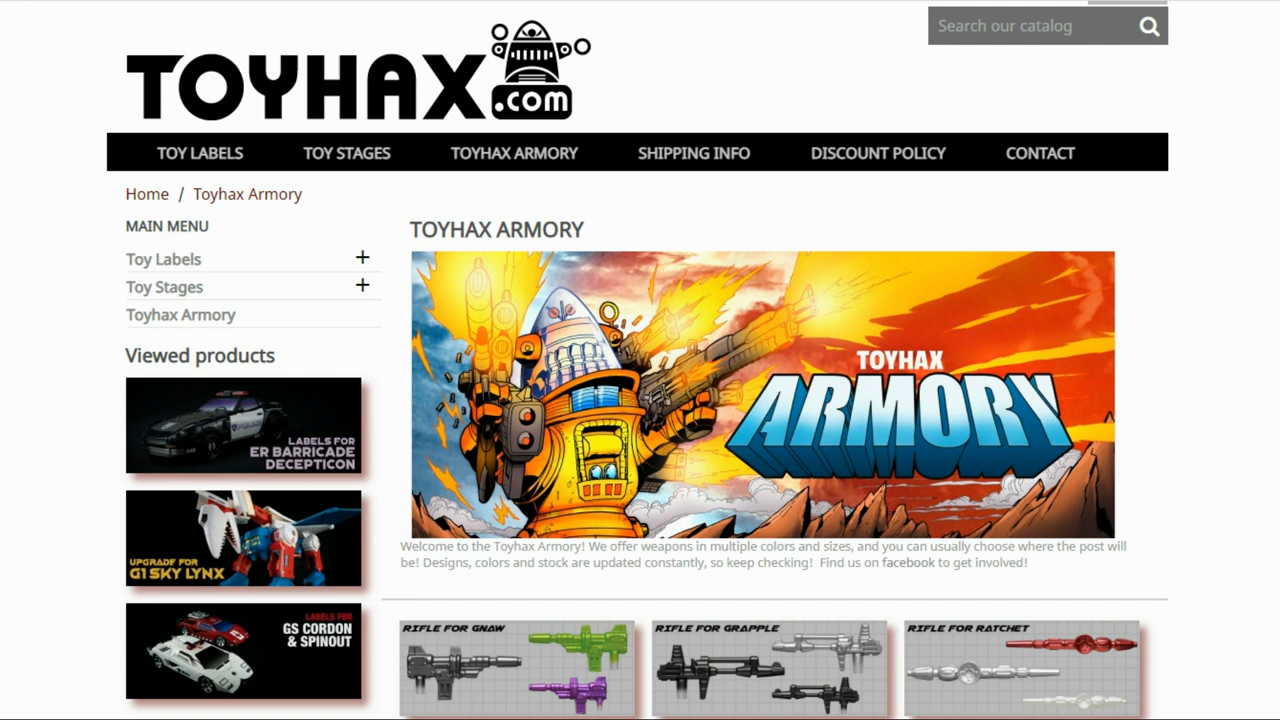 Search our catalog
TOYHAX
.com
TOY LABELS TOY STAGES TOYHAX ARMORY SHIPPING INFO DISCOUNT POLICY CONTACT
Home / Toyhax Armory
MAIN MENU
Toy Labels +
Toy Stages +
Toyhax Armory
Viewed products
LABELS FOR
ER BARRICADE
DECEPTICON
UPGRADE FOR
G1 SKY LYNX
LABELS FOR
GS CORDON
& SPINOUT
TOYHAX ARMORY
TOYHAX
ARMORY
Welcome to the Toyhax Armory! We offer weapons in multiple colors and sizes, and you can usually choose where the post will
be! Designs, colors and stock are updated constantly, so keep checking! Find us on facebook to get involved!
RIFLE FOR GNAW
RIFLE FOR GRAPPLE
RIFLE FOR RATCHET